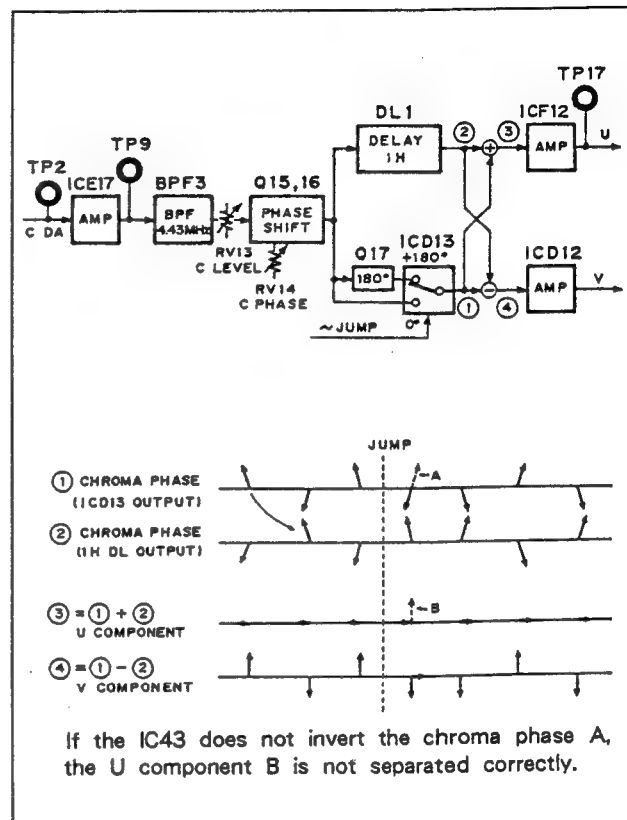 TP17
DL1
ICF12
DELAY
1H
②
+
③
AMP
U
TP2
TP9
ICE17
BPF3
Q15,16
C DA
AMP
BPF
4.43MHz
PHASE
SHIFT
RV13
C LEVEL
RV14
C PHASE
Q17
180°
ICD13
+180°
0°
~JUMP
①
−
④
ICD12
AMP
V
JUMP
① CHROMA PHASE
(ICD13 OUTPUT)
A
② CHROMA PHASE
(1H DL OUTPUT)
③ = ① + ②
U COMPONENT
B
④ = ① - ②
V COMPONENT
If the IC43 does not invert the chroma phase A,
the U component B is not separated correctly.